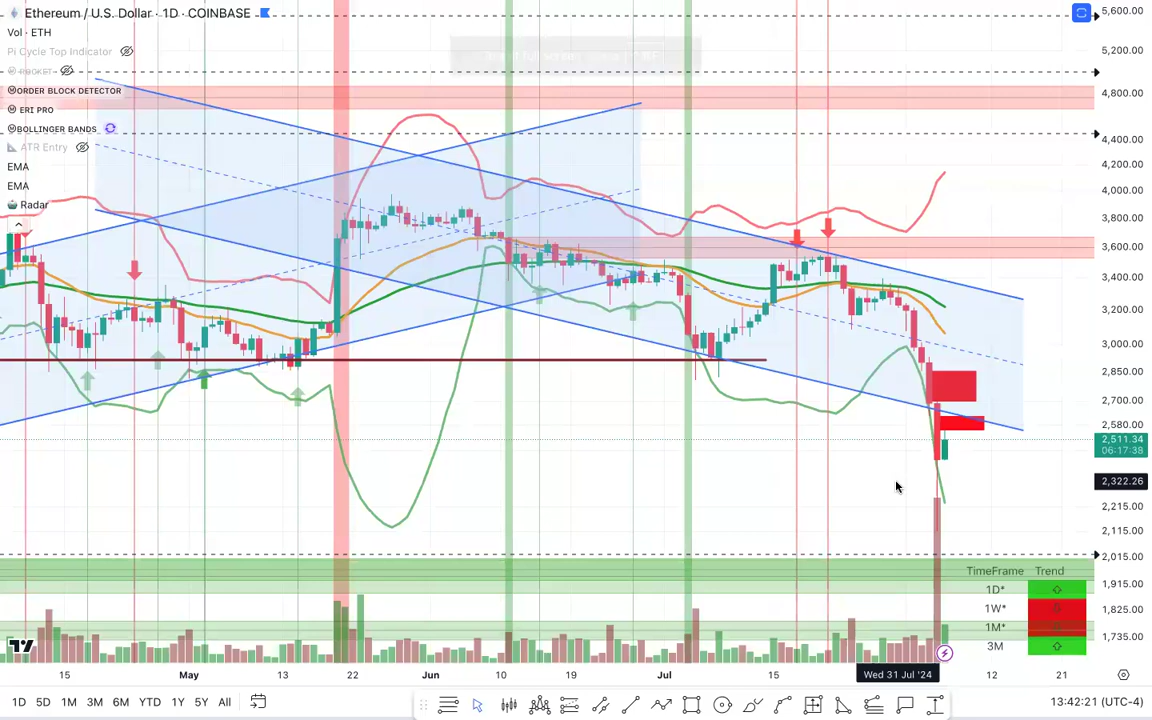 Ethereum / U.S. Dollar · 1D · COINBASE
Vol · ETH
Pi Cycle Top Indicator
ROCKET
ORDER BLOCK DETECTOR
ERI PRO
BOLLINGER BANDS
ATR Entry
EMA
EMA
Radar
5,600.00
5,200.00
4,800.00
4,400.00
4,200.00
4,000.00
3,800.00
3,600.00
3,400.00
3,200.00
3,000.00
2,850.00
2,700.00
2,580.00
2,511.34
06:17:38
2,322.26
2,215.00
2,115.00
2,015.00
1,915.00
1,825.00
1,735.00
TimeFrame Trend
1D*
1W*
1M*
3M
15 May 13 22 Jun 10 19 Jul 15 Wed 31 Jul '24 12 21
1D 5D 1M 3M 6M YTD 1Y 5Y All
13:42:21 (UTC-4)